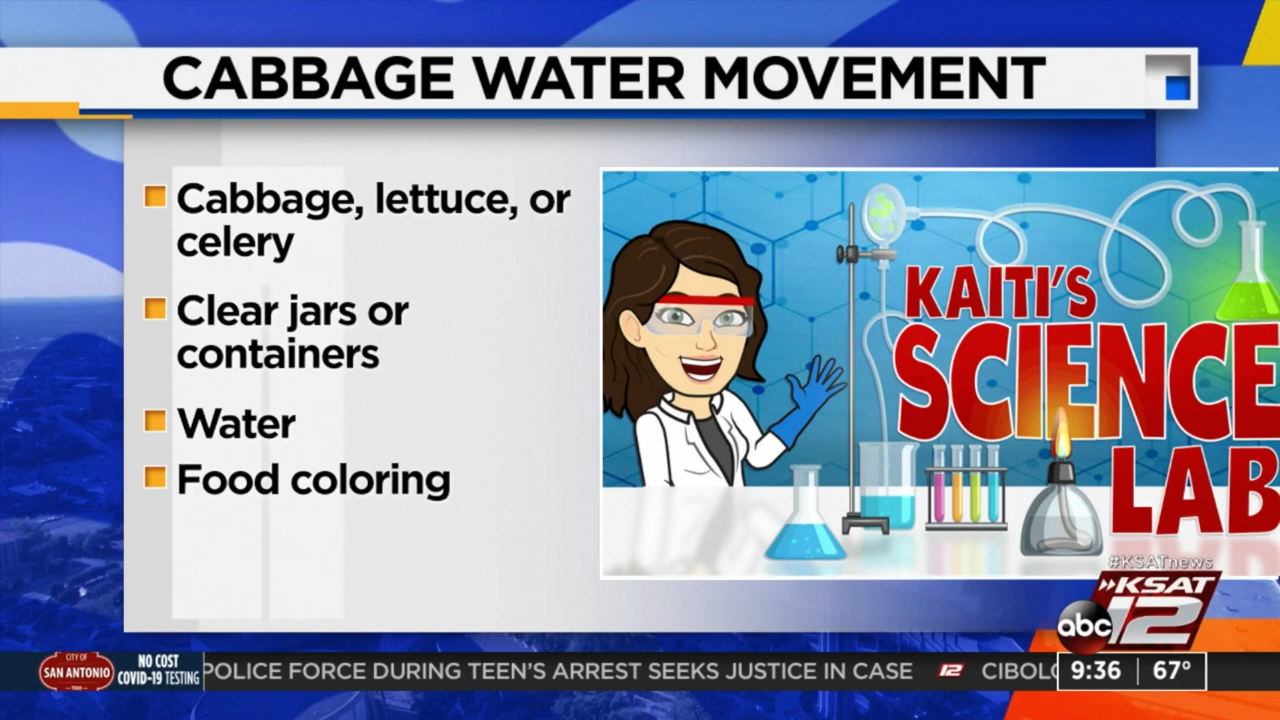 CABBAGE WATER MOVEMENT
Cabbage, lettuce, or
celery
Clear jars or
containers
Water
Food coloring
KAITI'S
SCIENCE
LAB
#KSATnews
KSAT
abc 12
CITY OF
SAN ANTONIO
TEXAS
NO COST
COVID-19 TESTING
POLICE FORCE DURING TEEN'S ARREST SEEKS JUSTICE IN CASE 12 CIBOLO
9:36 67°